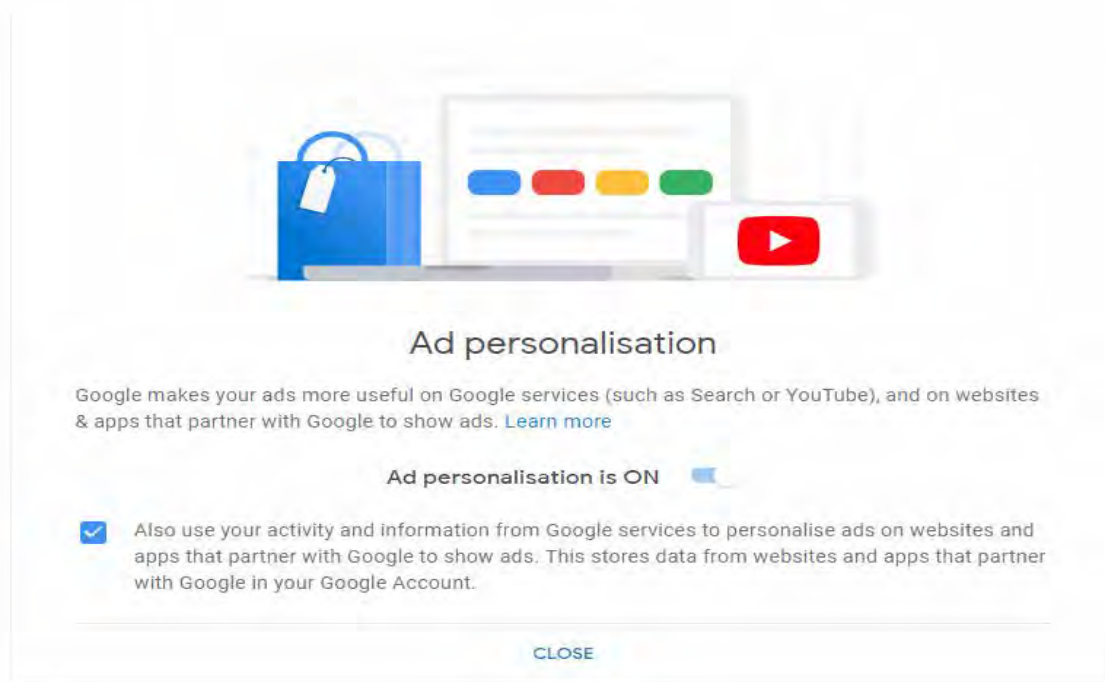 Ad personalisation
Google makes your ads more useful on Google services (such as Search or YouTube), and on websites
& apps that partner with Google to show ads. Learn more
Ad personalisation is ON
Also use your activity and information from Google services to personalise ads on websites and
apps that partner with Google to show ads. This stores data from websites and apps that partner
with Google in your Google Account.
CLOSE